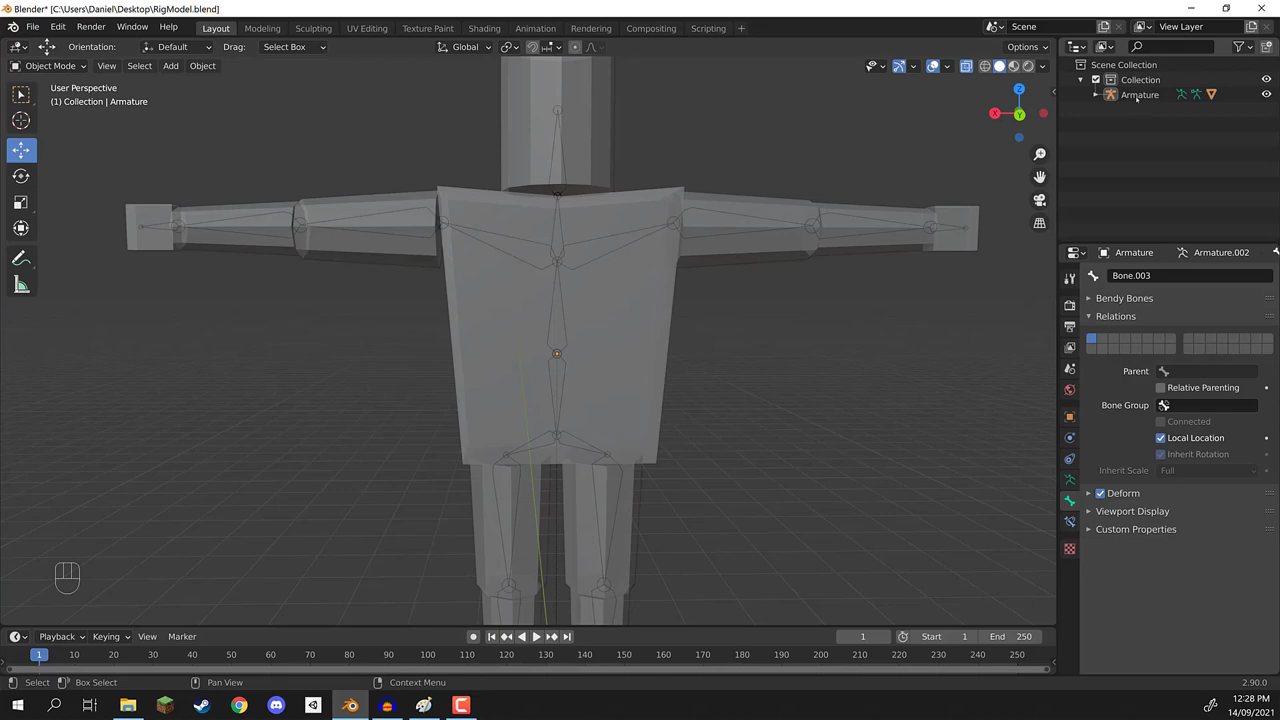 Blender* [C:\Users\Daniel\Desktop\RigModel.blend]
File Edit Render Window Help Layout Modeling Sculpting UV Editing Texture Paint Shading Animation Rendering Compositing Scripting + Scene View Layer
Orientation: Default Drag: Select Box Global Options
Object Mode View Select Add Object
Scene Collection
Collection
Armature
User Perspective
(1) Collection | Armature
Z
X
Y
Armature Armature.002
Bone.003
Bendy Bones
Relations
Parent
Relative Parenting
Bone Group
Connected
Local Location
Inherit Rotation
Inherit Scale Full
Deform
Viewport Display
Custom Properties
Playback Keying View Marker 1 Start 1 End 250
1 10 20 30 40 50 60 70 80 90 100 110 120 130 140 150 160 170 180 190 200 210 220 230 240 250
Select Box Select Pan View Context Menu 2.90.0
12:28 PM
14/09/2021